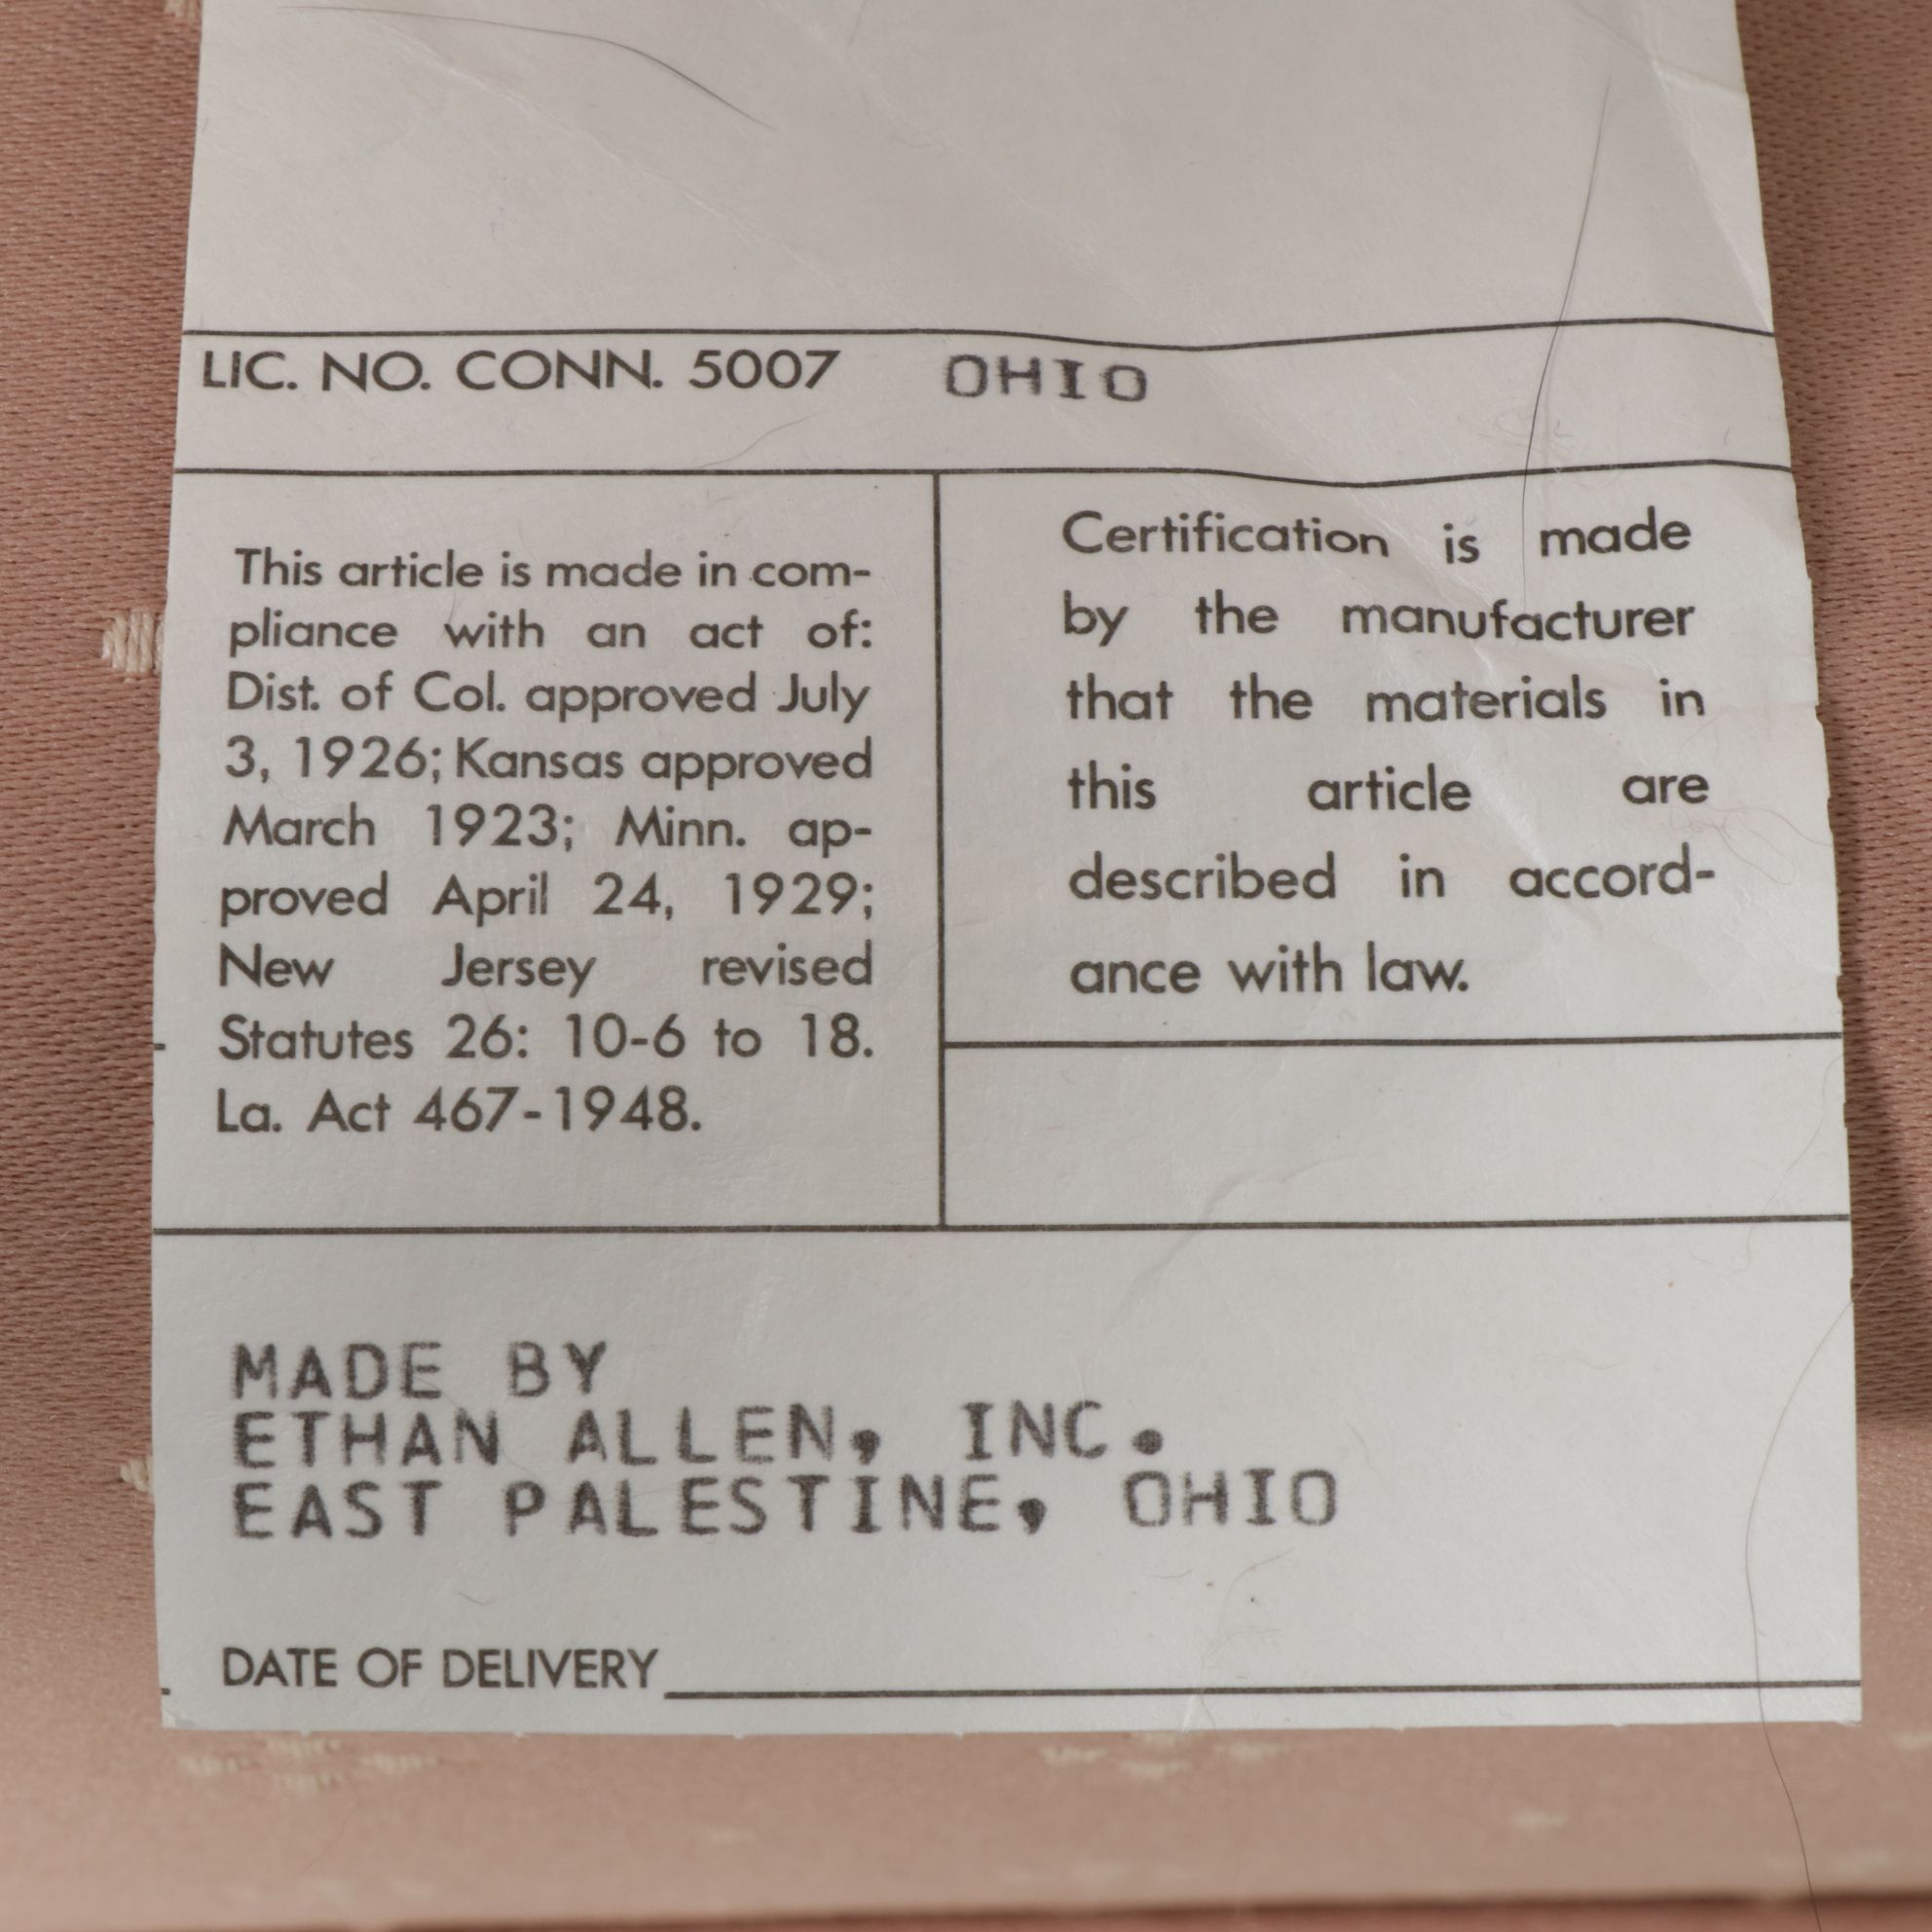 LIC. NO. CONN. 5007 OHIO
This article is made in com-
pliance with an act of:
Dist. of Col. approved July
3, 1926; Kansas approved
March 1923; Minn. ap-
proved April 24, 1929;
New Jersey revised
Statutes 26: 10-6 to 18.
La. Act 467-1948.
Certification is made
by the manufacturer
that the materials in
this article are
described in accord-
ance with law.
MADE BY
ETHAN ALLEN, INC.
EAST PALESTINE, OHIO
DATE OF DELIVERY